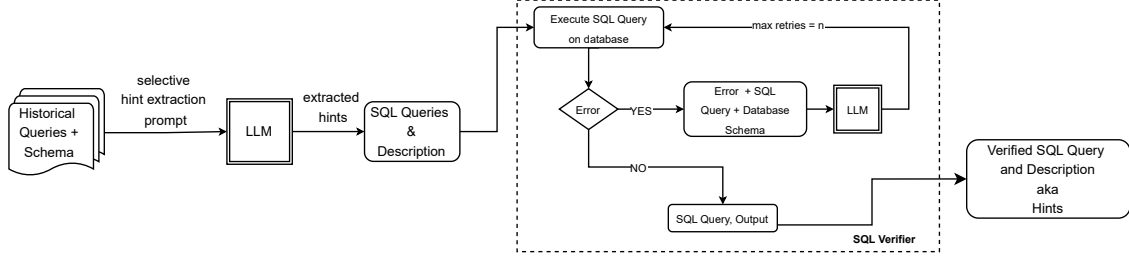 Historical
Queries +
Schema
selective
hint extraction
prompt
LLM
extracted
hints
SQL Queries
&
Description
Execute SQL Query
on database
max retries = n
Error
YES
Error + SQL
Query + Database
Schema
LLM
NO
SQL Query, Output
SQL Verifier
Verified SQL Query
and Description
aka
Hints